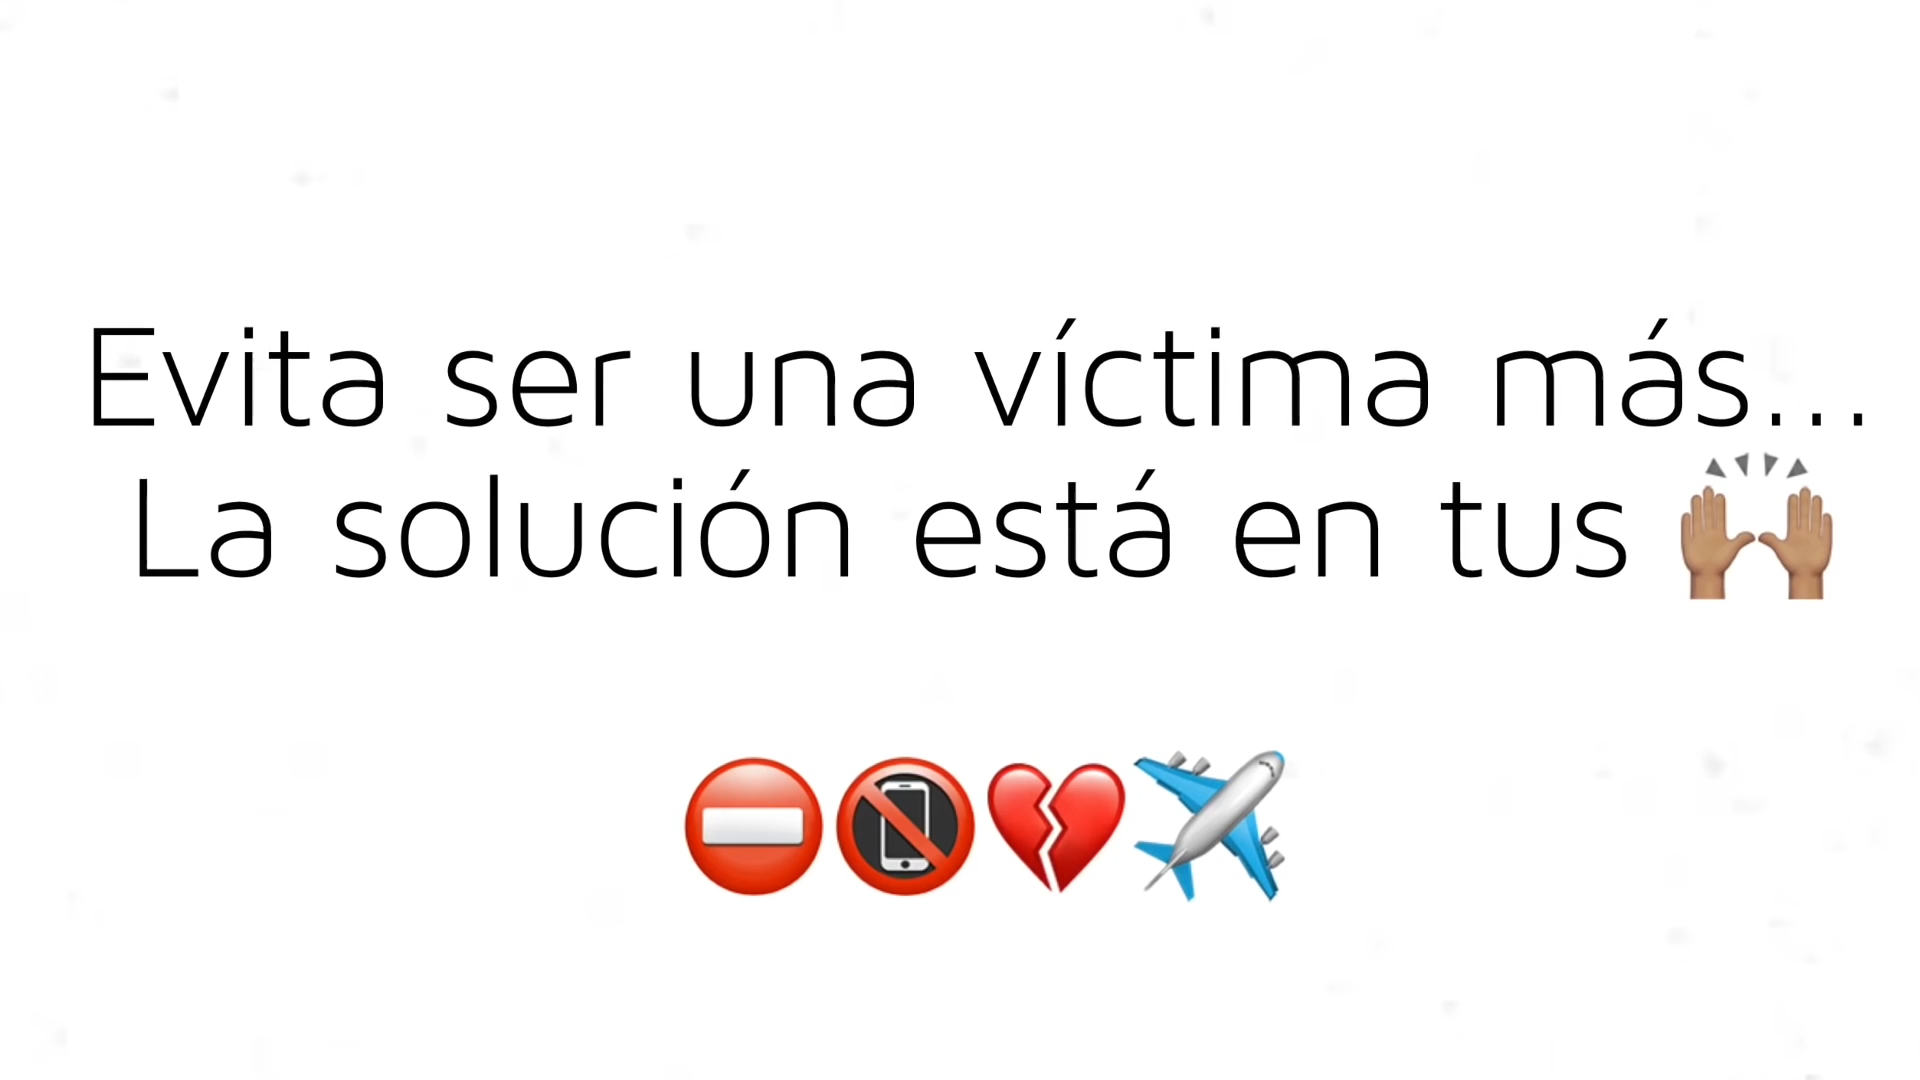 Evita ser una víctima más...
La solución está en tus 🙌🏽
⛔📵💔✈️